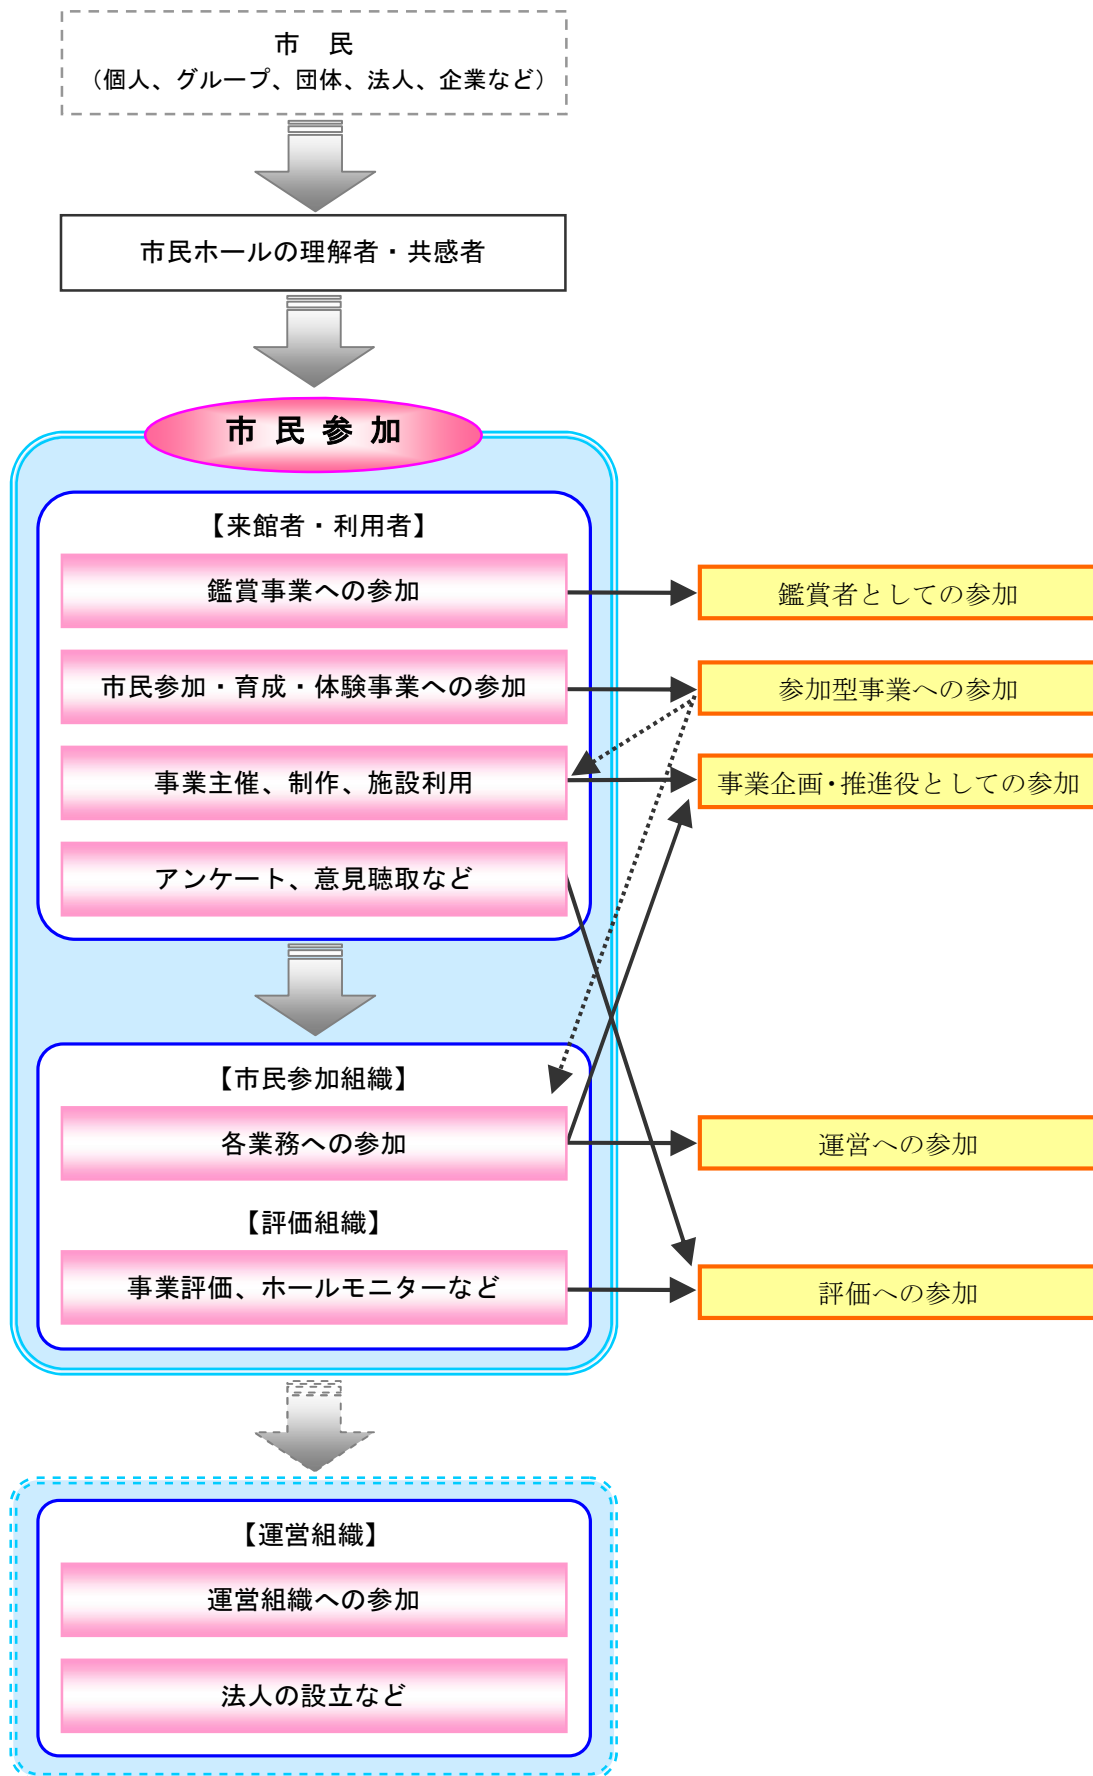 市　民
（個人、グループ、団体、法人、企業など）
市民ホールの理解者・共感者
市 民 参 加
【来館者・利用者】
鑑賞事業への参加
鑑賞者としての参加
市民参加・育成・体験事業への参加
参加型事業への参加
事業主催、制作、施設利用
事業企画・推進役としての参加
アンケート、意見聴取など
【市民参加組織】
各業務への参加
運営への参加
【評価組織】
事業評価、ホールモニターなど
評価への参加
【運営組織】
運営組織への参加
法人の設立など